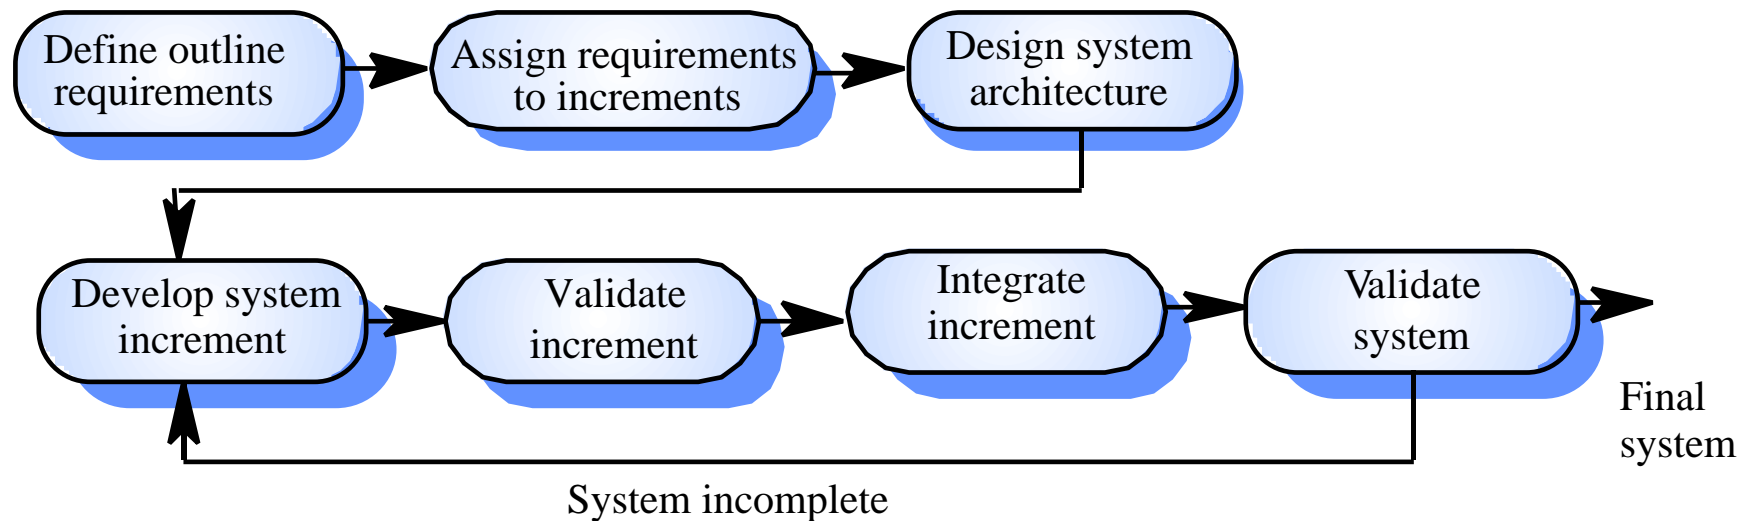 Define outline
requirements
Assign requirements
to increments
Design system
architecture
Develop system
increment
Validate
increment
Integrate
increment
Validate
system
Final
system
System incomplete